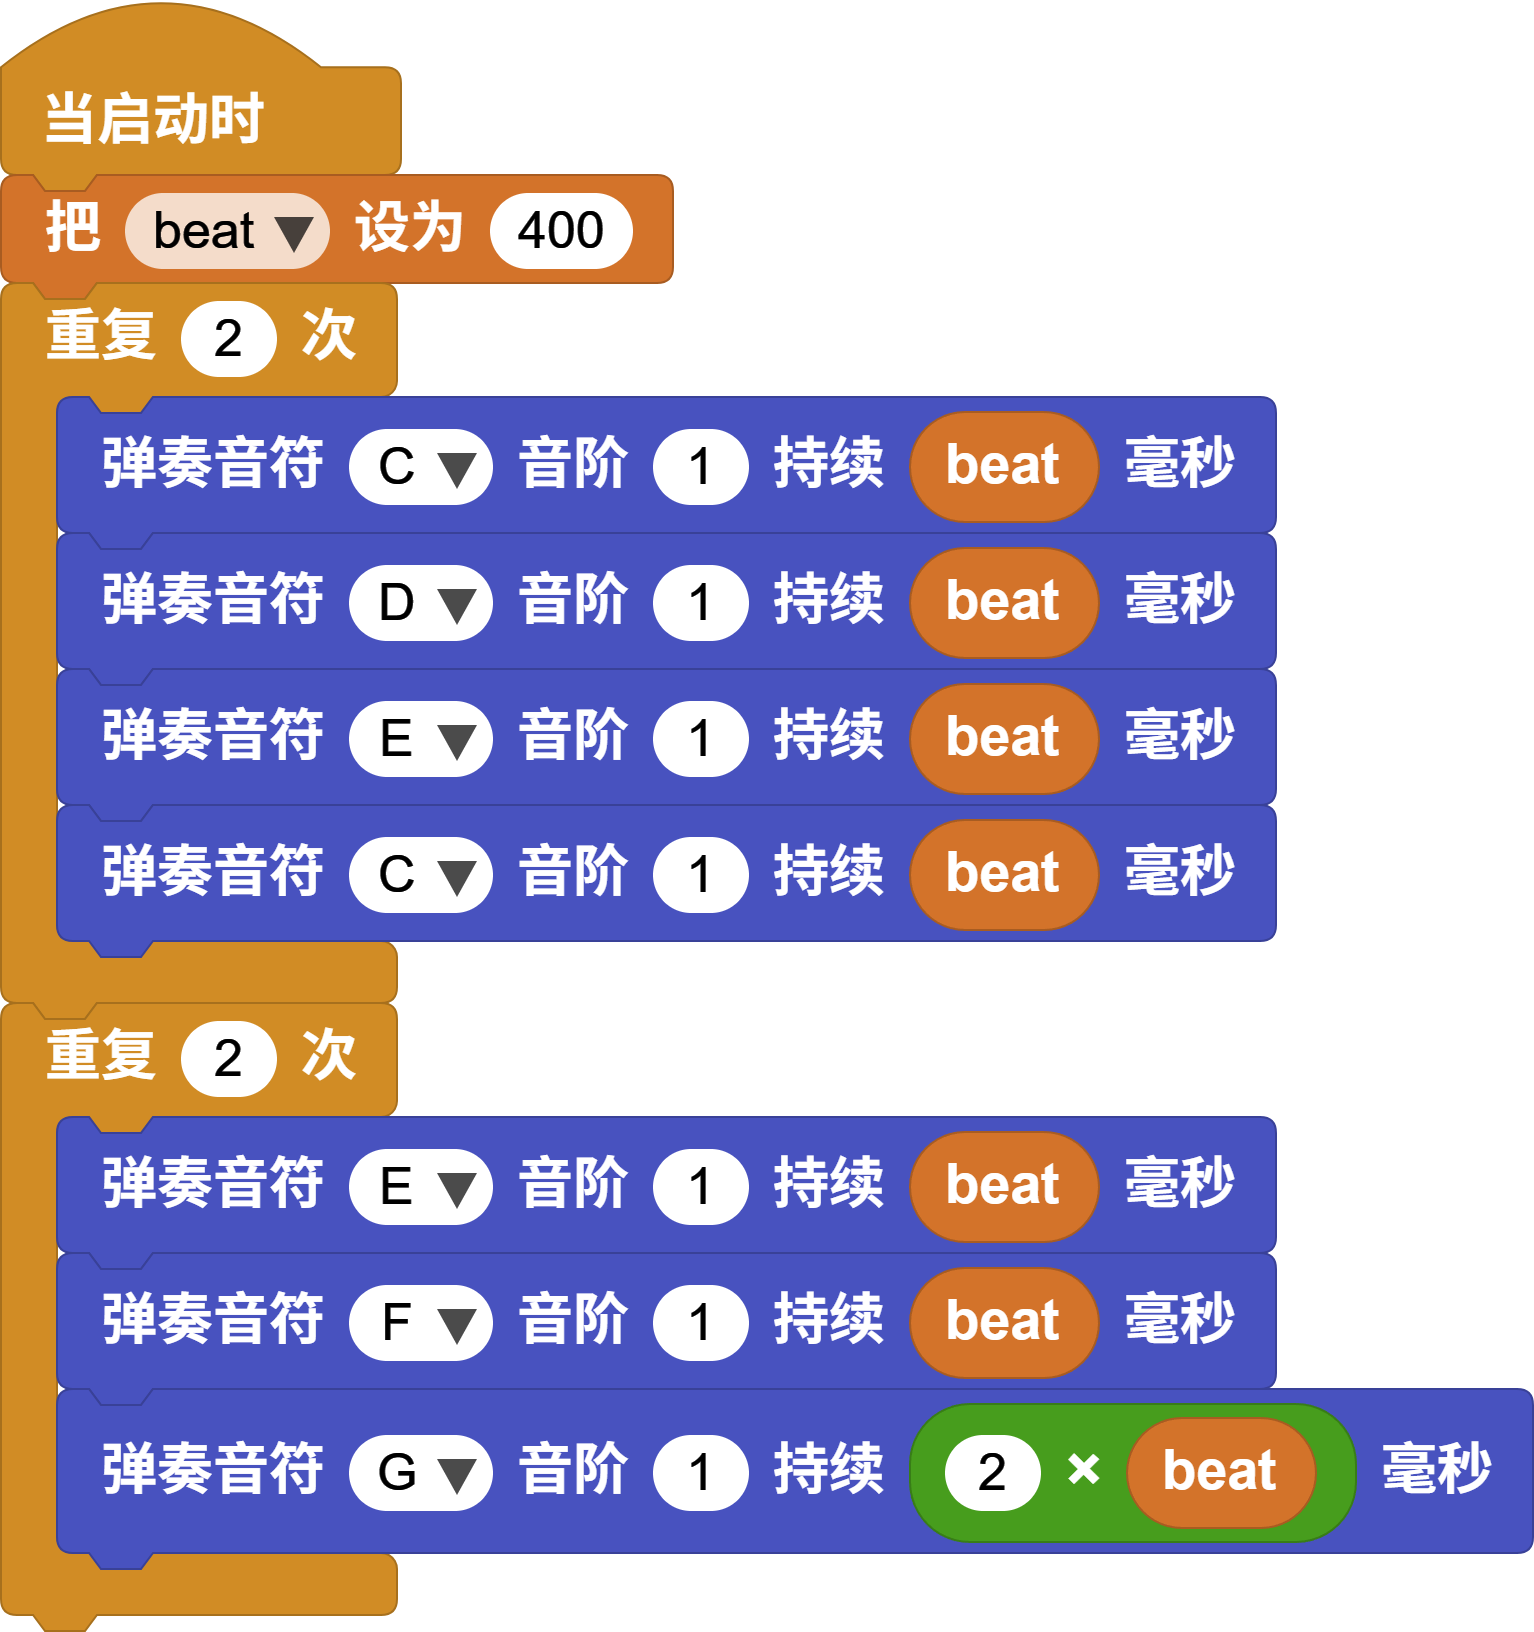 当启动时
把 beat ▼ 设为 400
重复 2 次
弹奏音符 C ▼ 音阶 1 持续 beat 毫秒
弹奏音符 D ▼ 音阶 1 持续 beat 毫秒
弹奏音符 E ▼ 音阶 1 持续 beat 毫秒
弹奏音符 C ▼ 音阶 1 持续 beat 毫秒
重复 2 次
弹奏音符 E ▼ 音阶 1 持续 beat 毫秒
弹奏音符 F ▼ 音阶 1 持续 beat 毫秒
弹奏音符 G ▼ 音阶 1 持续 2 × beat 毫秒